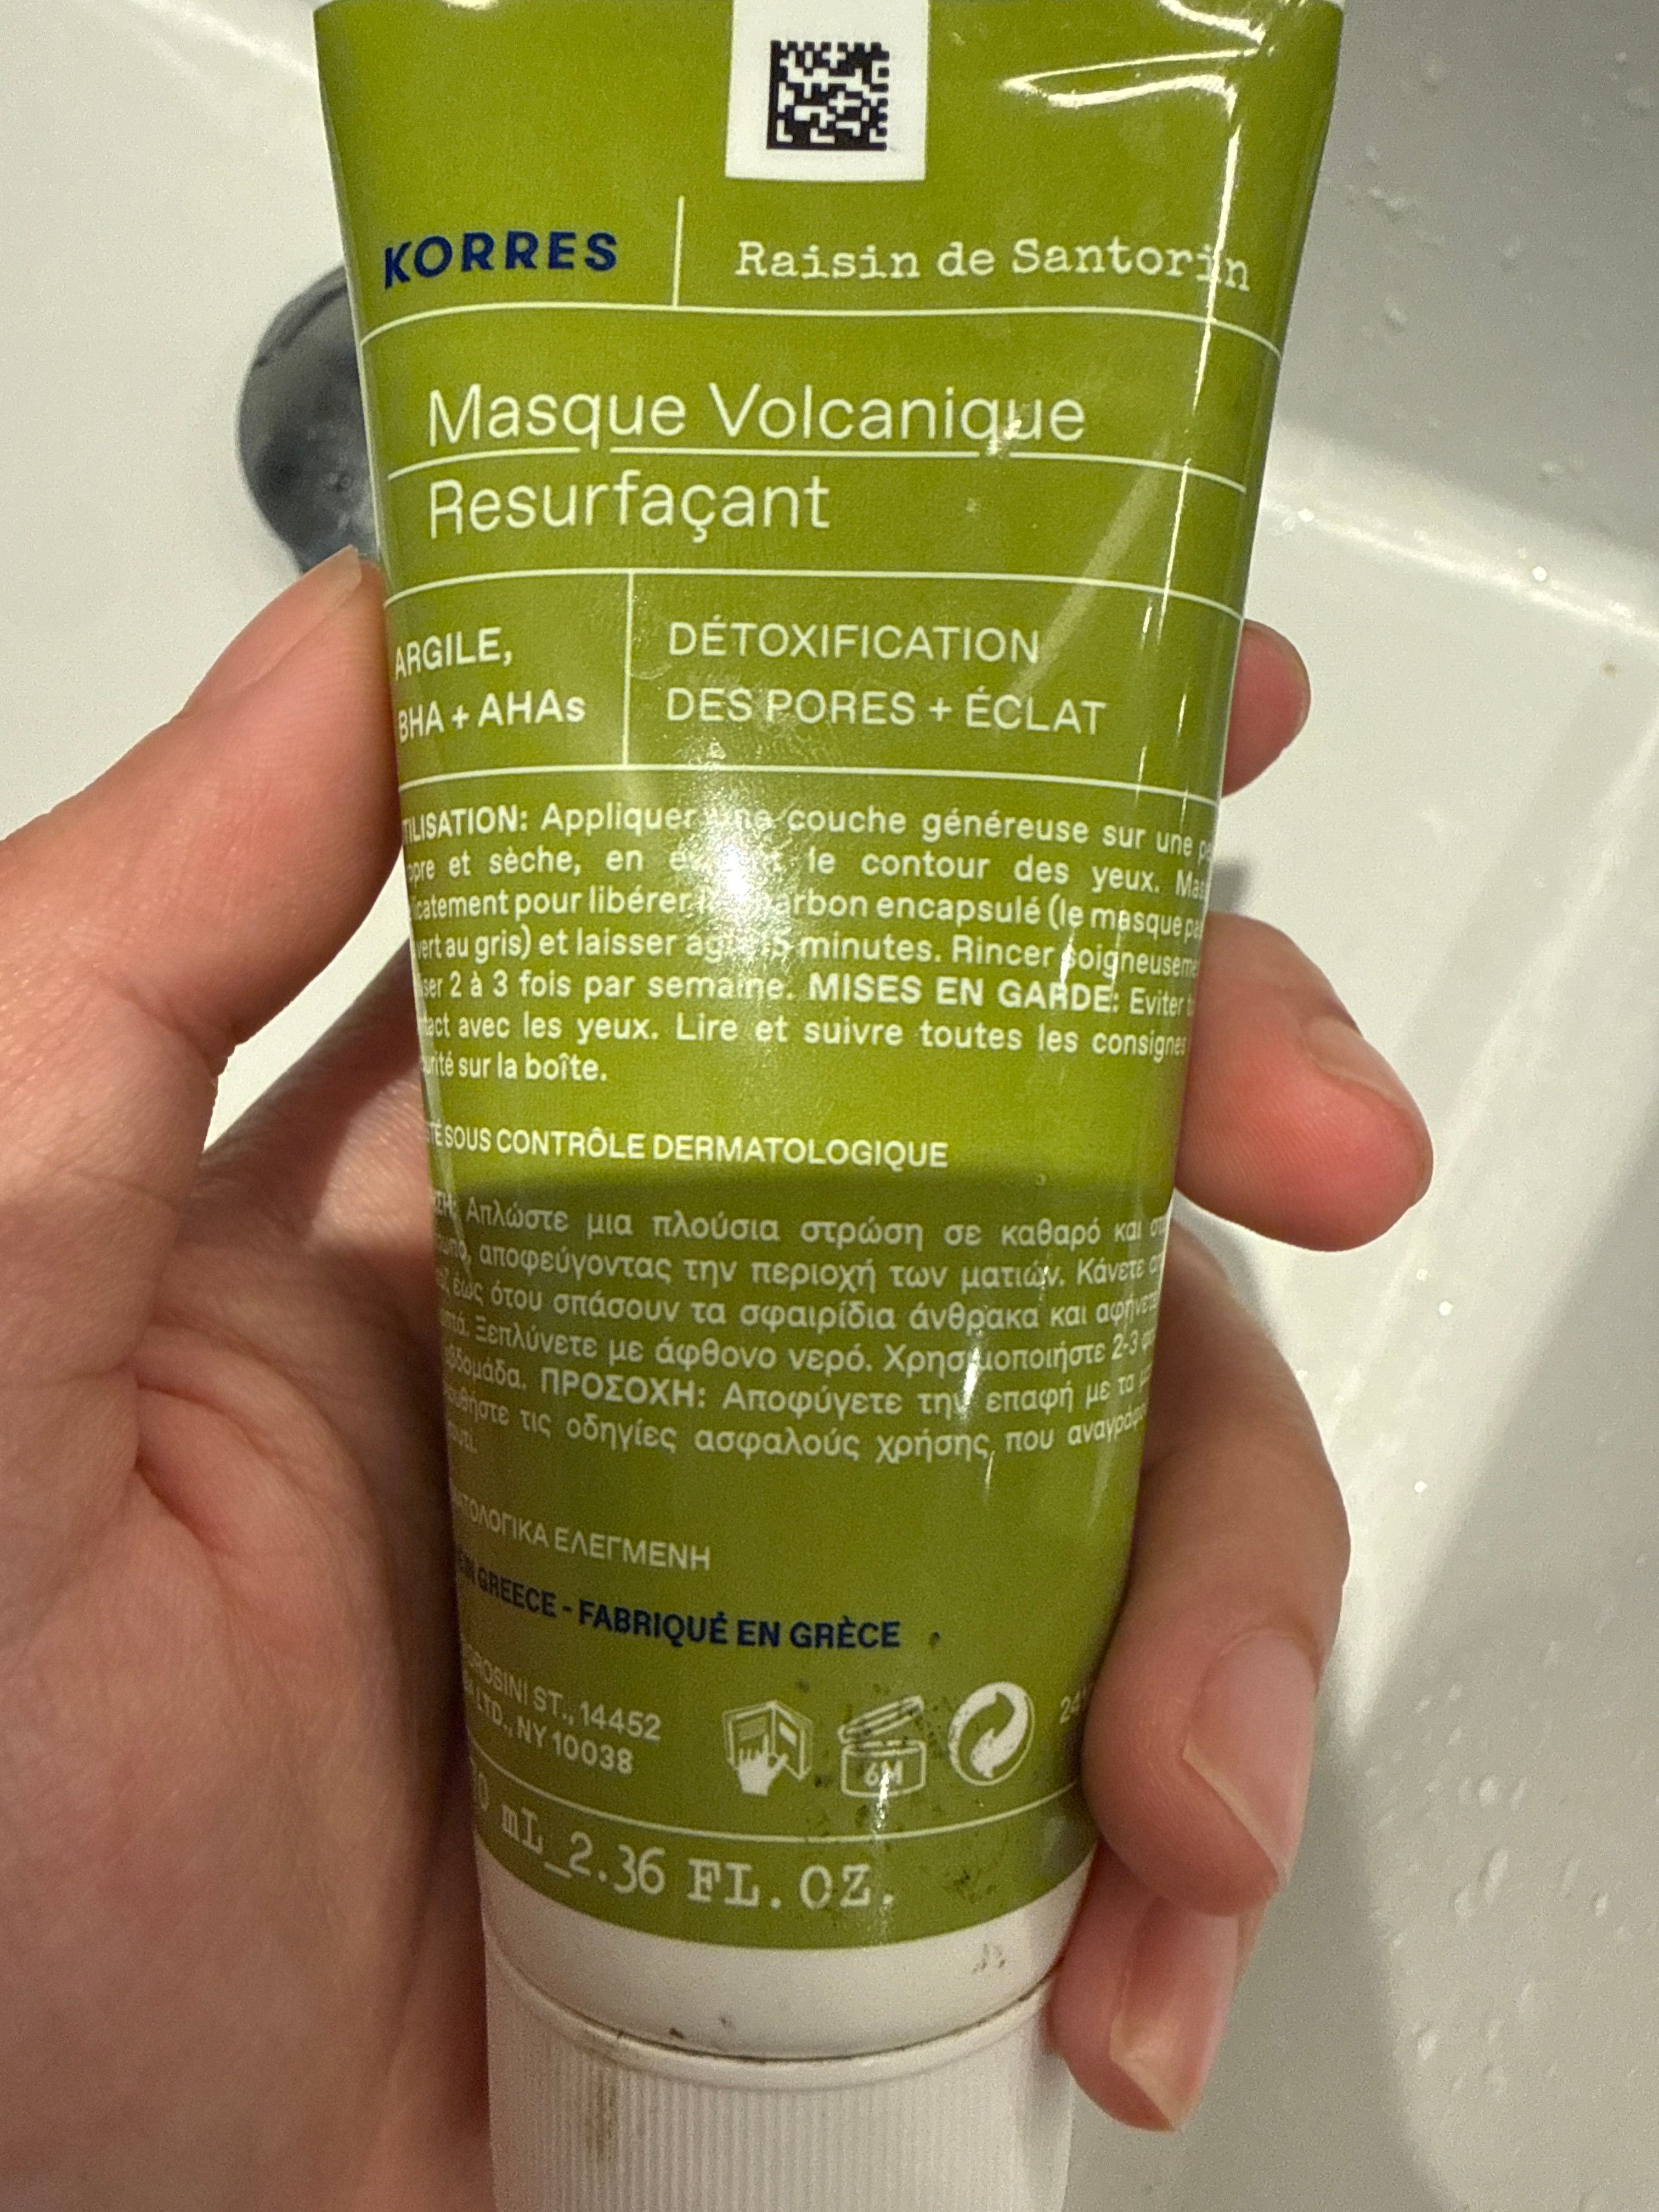 KORRES
Raisin de Santorin
Masque Volcanique
Resurfaçant
ARGILE,
BHA + AHAs
DÉTOXIFICATION
DES PORES + ÉCLAT
Appliquer couche généreuse sur une
et sèche, en le contour des yeux.
pour libérer encapsulé (le masque
au gris) et laisser minutes. Rincer
2 à 3 fois par semaine. MISES EN GARDE: Eviter
avec les yeux. Lire et suivre toutes les
sur la boîte.
SOUS CONTRÔLE DERMATOLOGIQUE
Απλώστε μια πλούσια στρώση σε καθαρό και
αποφεύγοντας την περιοχή των ματιών. Κάνετε
έως ότου σπάσουν τα σφαιρίδια άνθρακα και
Ξεπλύνετε με άφθονο νερό. Χρησιμοποιήστε 2-3
ΠΡΟΣΟΧΗ: Αποφύγετε την επαφή με τα
τις οδηγίες ασφαλούς χρήσης, που
ΕΛΕΓΜΕΝΗ
GREECE - FABRIQUÉ EN GRÈCE
ST., 14452
LTD., NY 10038
6M
mL_2.36 FL. OZ.